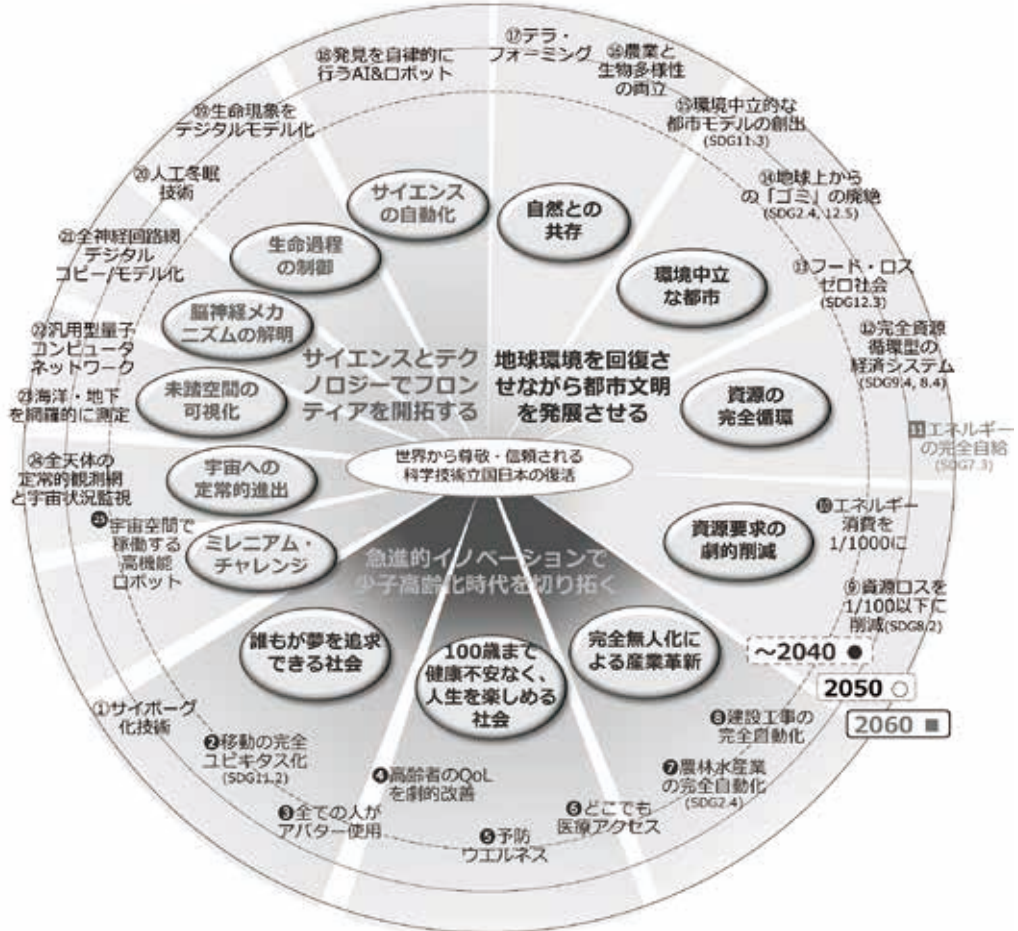 ⑰テラ・
フォーミング
⑯農業と
生物多様性
の両立
⑮環境中立的な
都市モデルの創出
(SDG11.3)
⑭地球上から
の「ゴミ」の廃絶
(SDG2.4, 12.5)
⑬フード・ロス
ゼロ社会
(SDG12.3)
⑫完全資源
循環型の
経済システム
(SDG9.4, 8.4)
11エネルギー
の完全自給
(SDG7.3)
❿エネルギー
消費を
1/1000に
⑨資源ロスを
1/100以下に
削減(SDG8.2)
～2040 ●
2050 ○
2060 ■
❽建設工事の
完全自動化
❼農林水産業
の完全自動化
(SDG2.4)
❻どこでも
医療アクセス
❺予防
ウエルネス
❹高齢者のQoL
を劇的改善
❸全ての人が
アバター使用
❷移動の完全
ユビキタス化
(SDG11.2)
①サイボーグ
化技術
㉕宇宙空間で
稼働する
高機能
ロボット
㉔全天体の
定常的観測網
と宇宙状況監視
㉓海洋・地下
を網羅的に測定
㉒汎用型量子
コンピュータ
ネットワーク
㉑全神経回路網
デジタル
コピー/モデル化
⑳人工冬眠
技術
⑲生命現象を
デジタルモデル化
⑱発見を自律的に
行うAI&ロボット
サイエンス
の自動化
自然との
共存
生命過程
の制御
環境中立
な都市
脳神経メカ
ニズムの解明
サイエンスとテク
ノロジーでフロン
ティアを開拓する
地球環境を回復さ
せながら都市文明
を発展させる
未踏空間の
可視化
資源の
完全循環
世界から尊敬・信頼される
科学技術立国日本の復活
宇宙への
定常的進出
資源要求の
劇的削減
ミレニアム・
チャレンジ
急進的イノベーションで
少子高齢化時代を切り拓く
誰もが夢を追求
できる社会
100歳まで
健康不安なく、
人生を楽しめる
社会
完全無人化に
よる産業革新